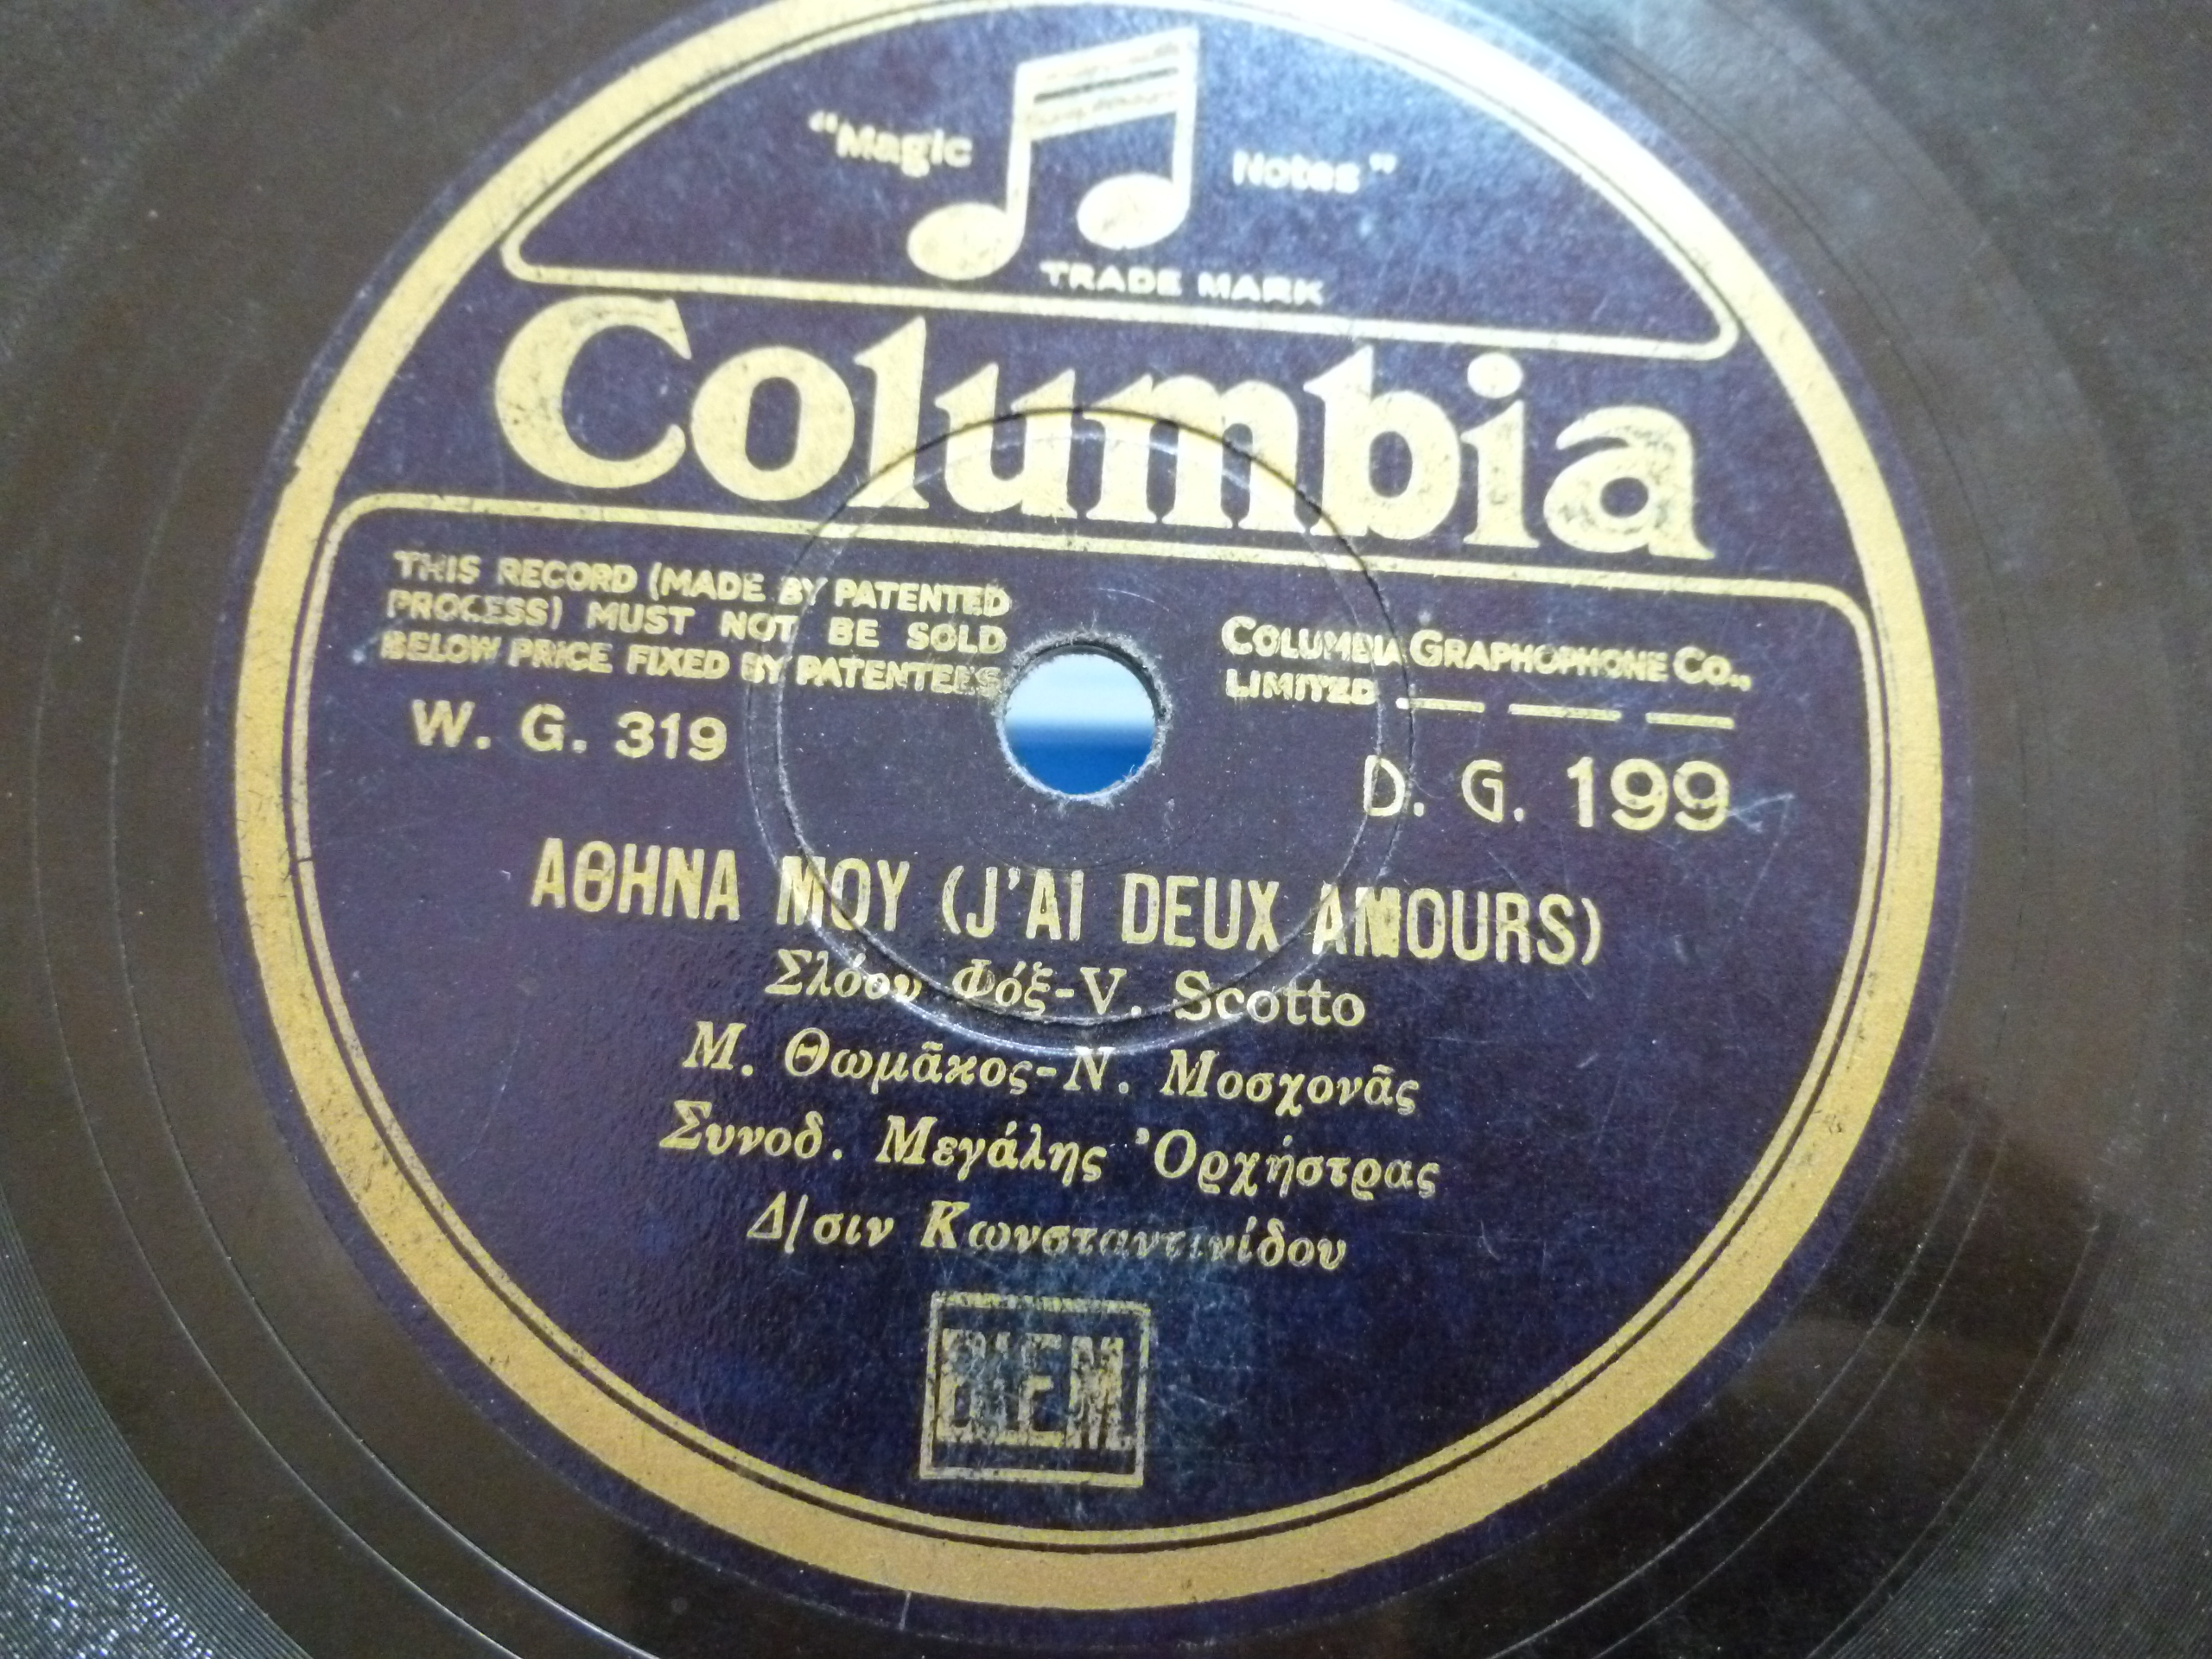 "Magic Notes"
TRADE MARK
Columbia
THIS RECORD (MADE BY PATENTED
PROCESS) MUST NOT BE SOLD
BELOW PRICE FIXED BY PATENTEES
COLUMBIA GRAPHOPHONE CO.,
LIMITED
W. G. 319
D. G. 199
ΑΘΗΝΑ ΜΟΥ (J'AI DEUX AMOURS)
Σλόου Φόξ-V. Scotto
Μ. Θωμᾶκος-Ν. Μοσχονᾶς
Συνοδ. Μεγάλης Ὀρχήστρας
Δ/σιν Κωνσταντινίδου
BIEM